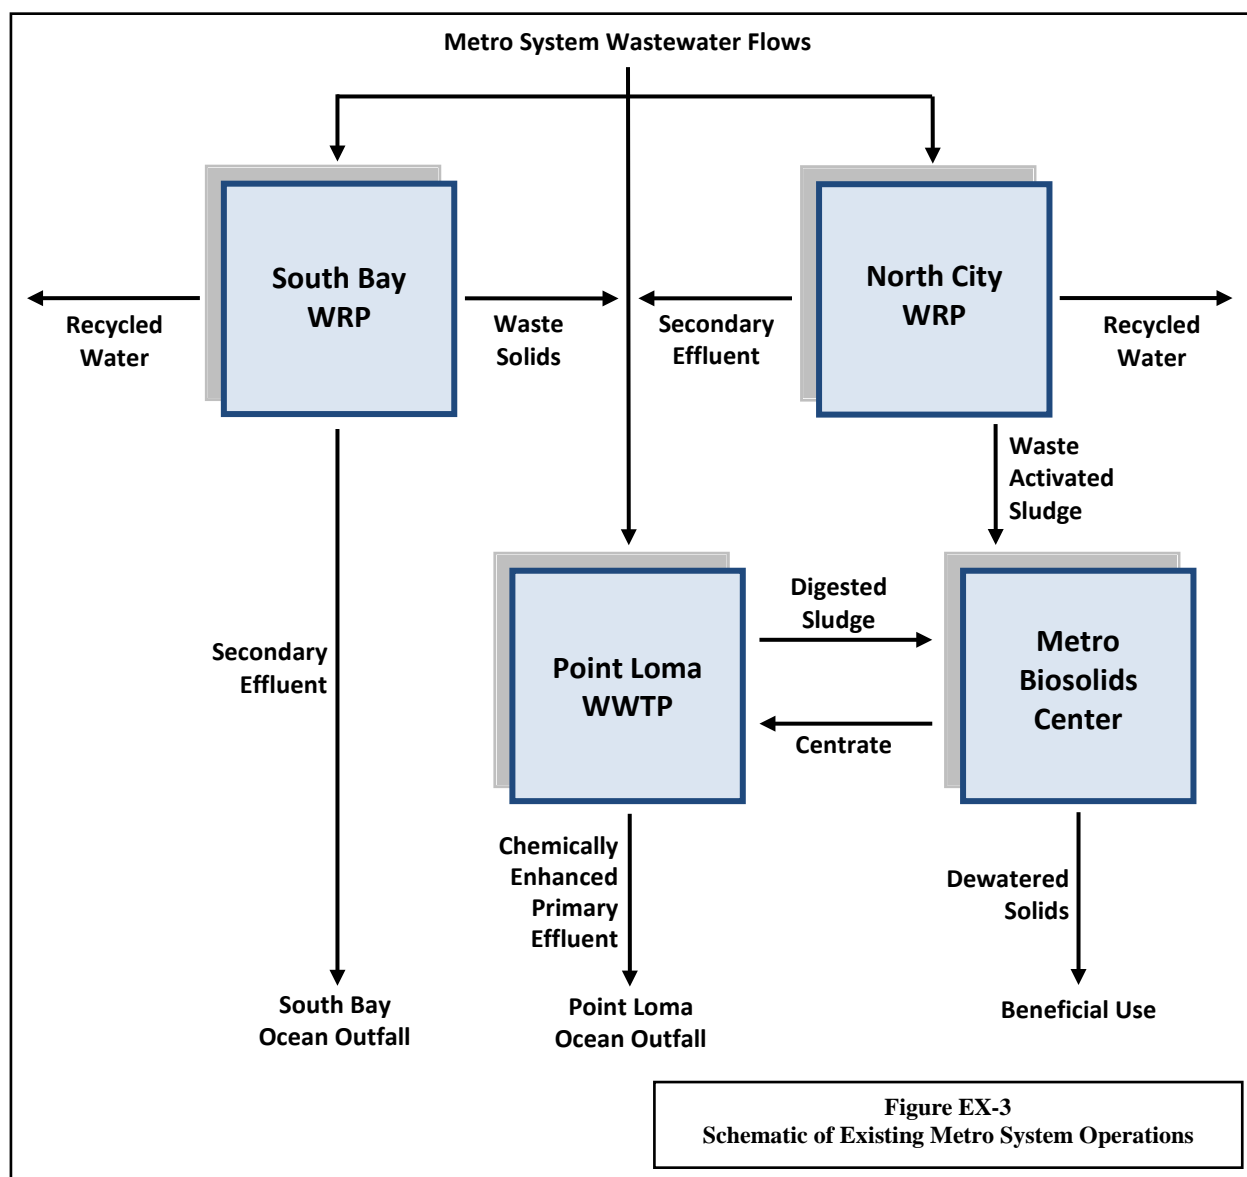 Metro System Wastewater Flows
South Bay
WRP
North City
WRP
Recycled
Water
Waste
Solids
Secondary
Effluent
Recycled
Water
Waste
Activated
Sludge
Secondary
Effluent
Point Loma
WWTP
Digested
Sludge
Centrate
Metro
Biosolids
Center
Chemically
Enhanced
Primary
Effluent
Dewatered
Solids
South Bay
Ocean Outfall
Point Loma
Ocean Outfall
Beneficial Use
Figure EX-3
Schematic of Existing Metro System Operations